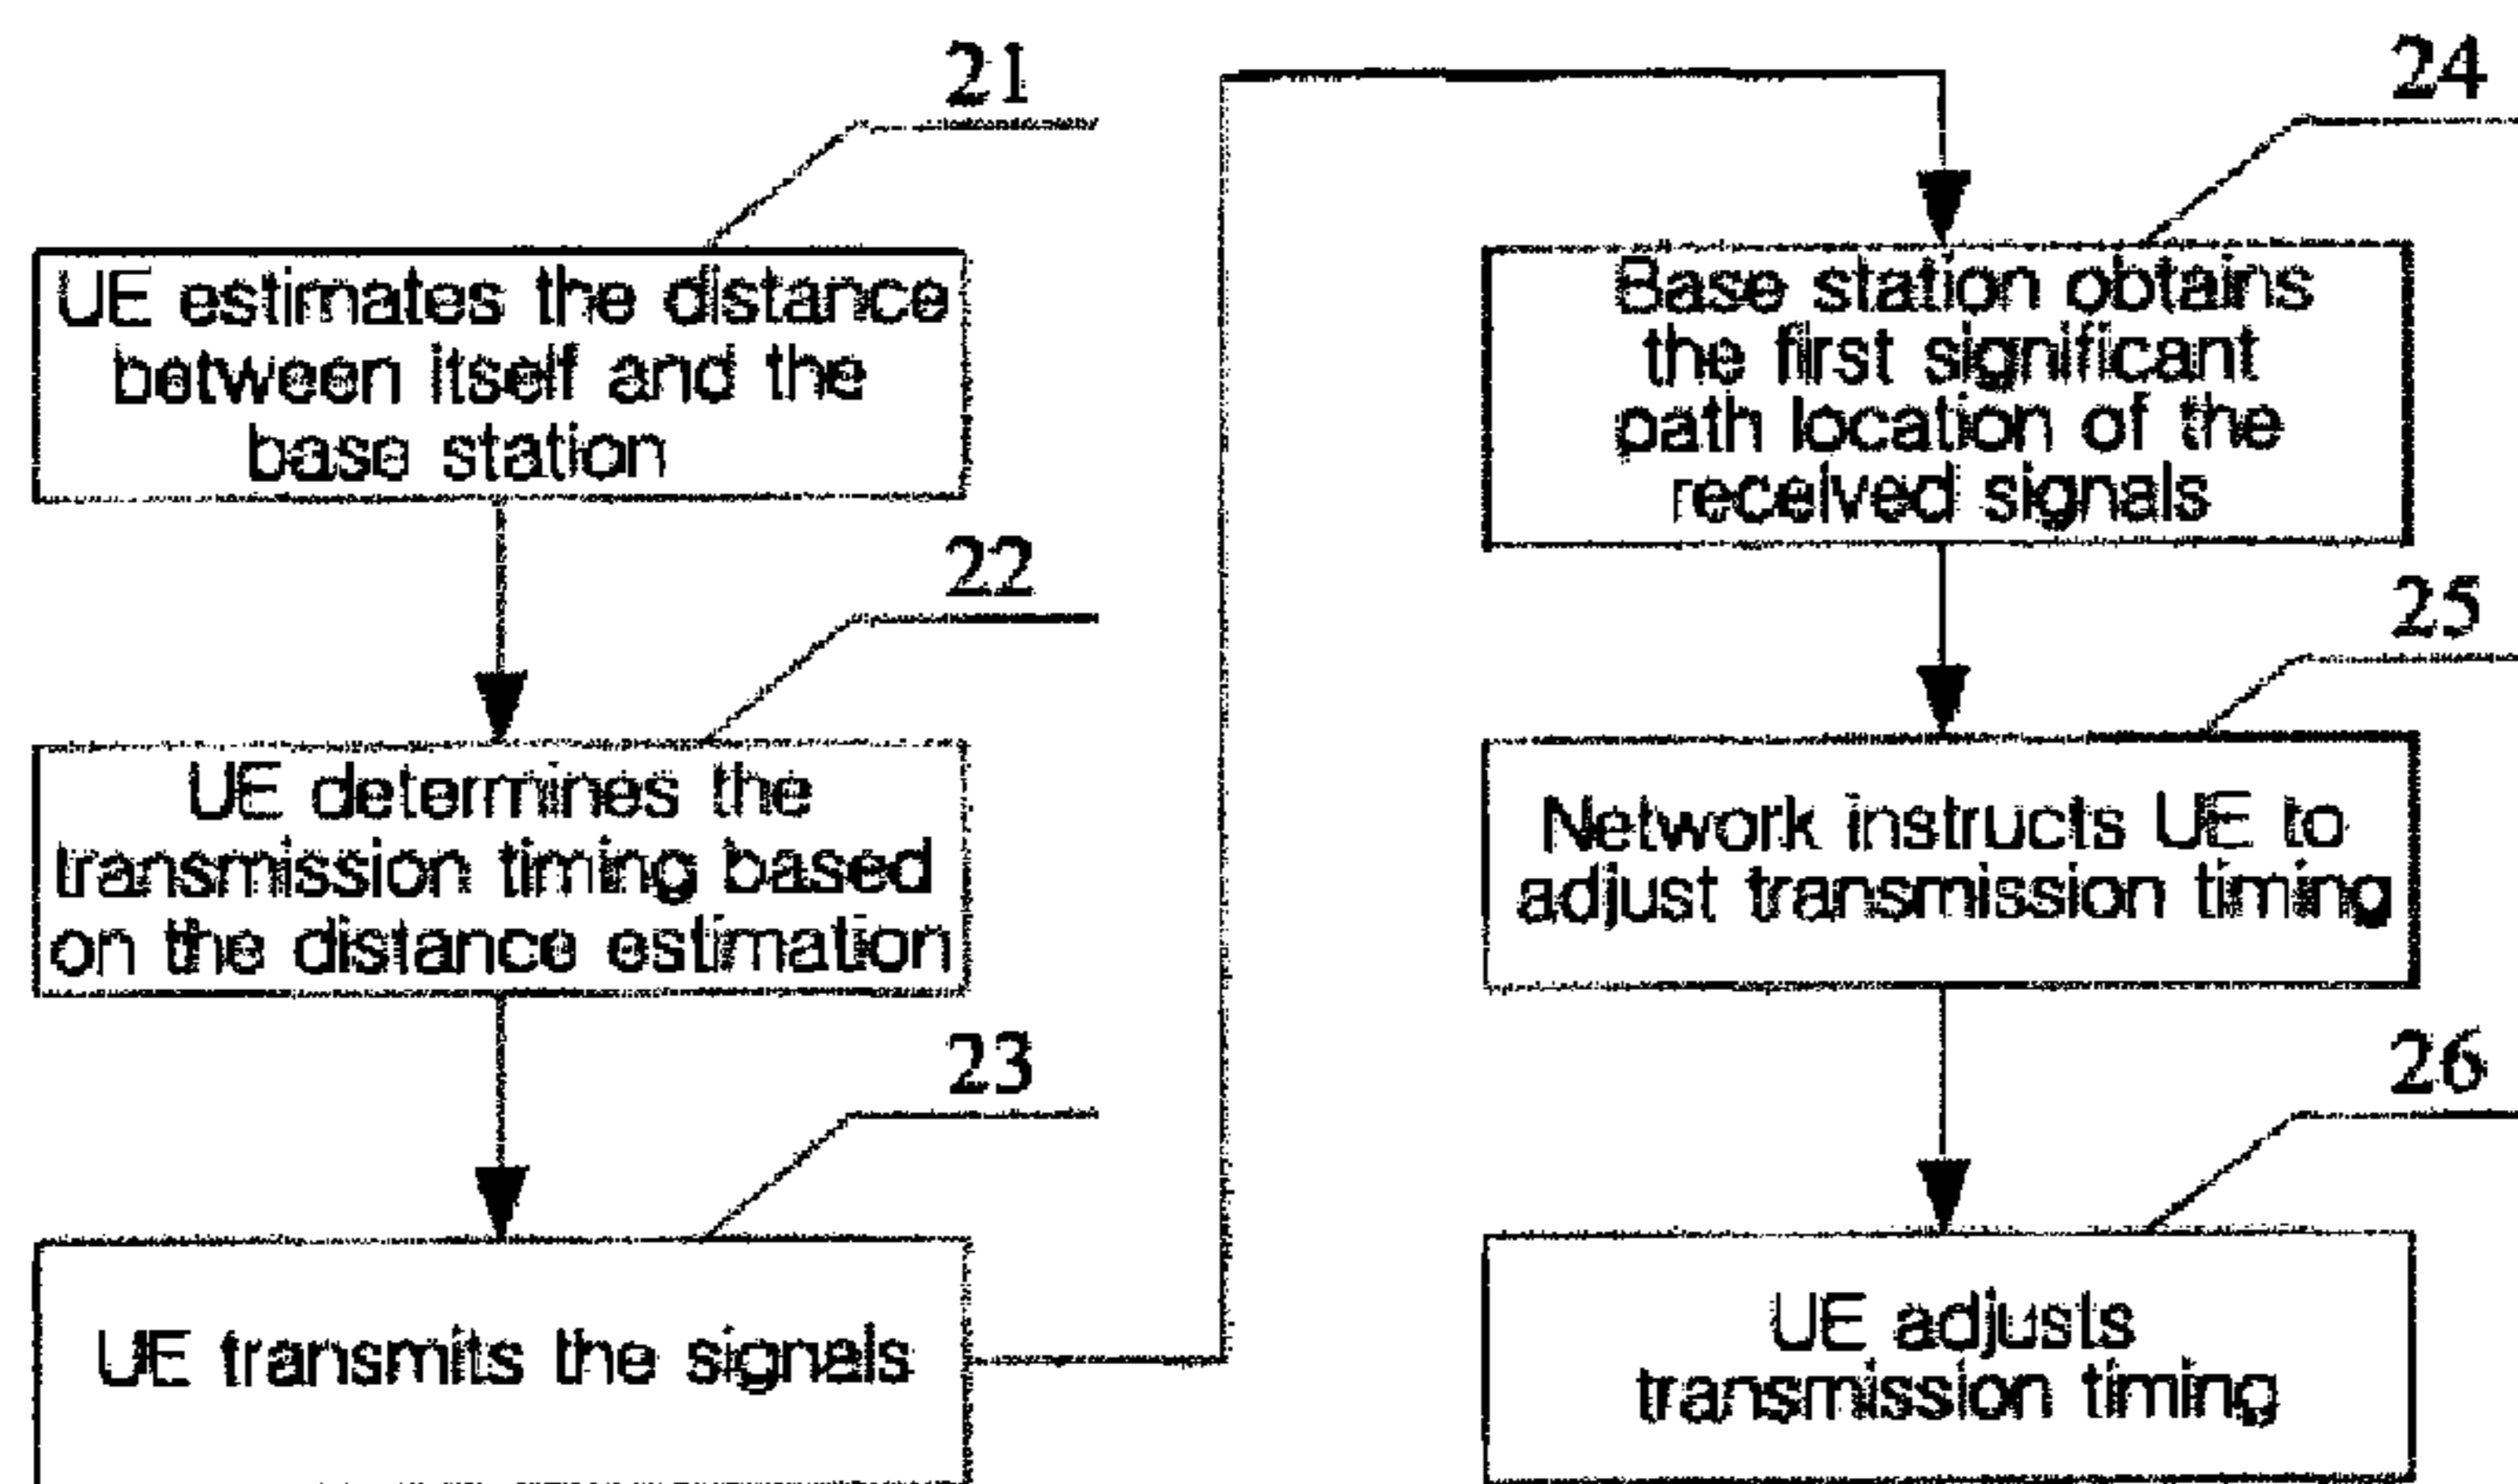 21
UE estimates the distance
between itself and the
base station
22
UE determines the
transmission timing based
on the distance estimation
23
UE transmits the signals
24
Base station obtains
the first significant
path location of the
received signals
25
Network instructs UE to
adjust transmission timing
26
UE adjusts
transmission timing